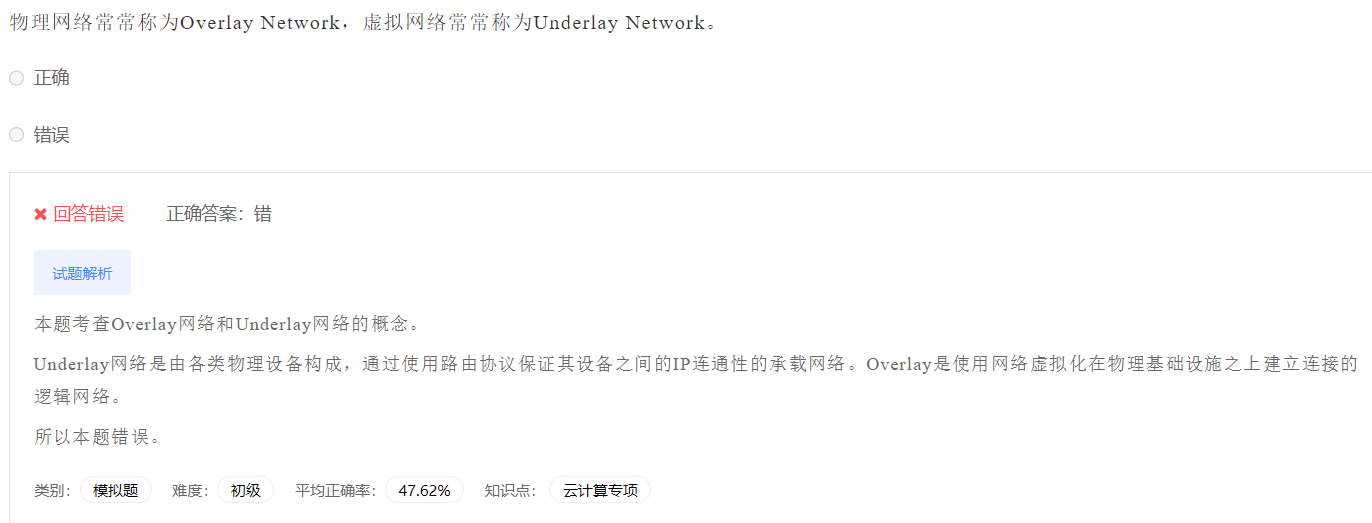 物理网络常常称为Overlay Network，虚拟网络常常称为Underlay Network。
正确
错误
回答错误 正确答案：错
试题解析
本题考查Overlay网络和Underlay网络的概念。
Underlay网络是由各类物理设备构成，通过使用路由协议保证其设备之间的IP连通性的承载网络。Overlay是使用网络虚拟化在物理基础设施之上建立连接的
逻辑网络。
所以本题错误。
类别： 模拟题 难度： 初级 平均正确率： 47.62% 知识点： 云计算专项